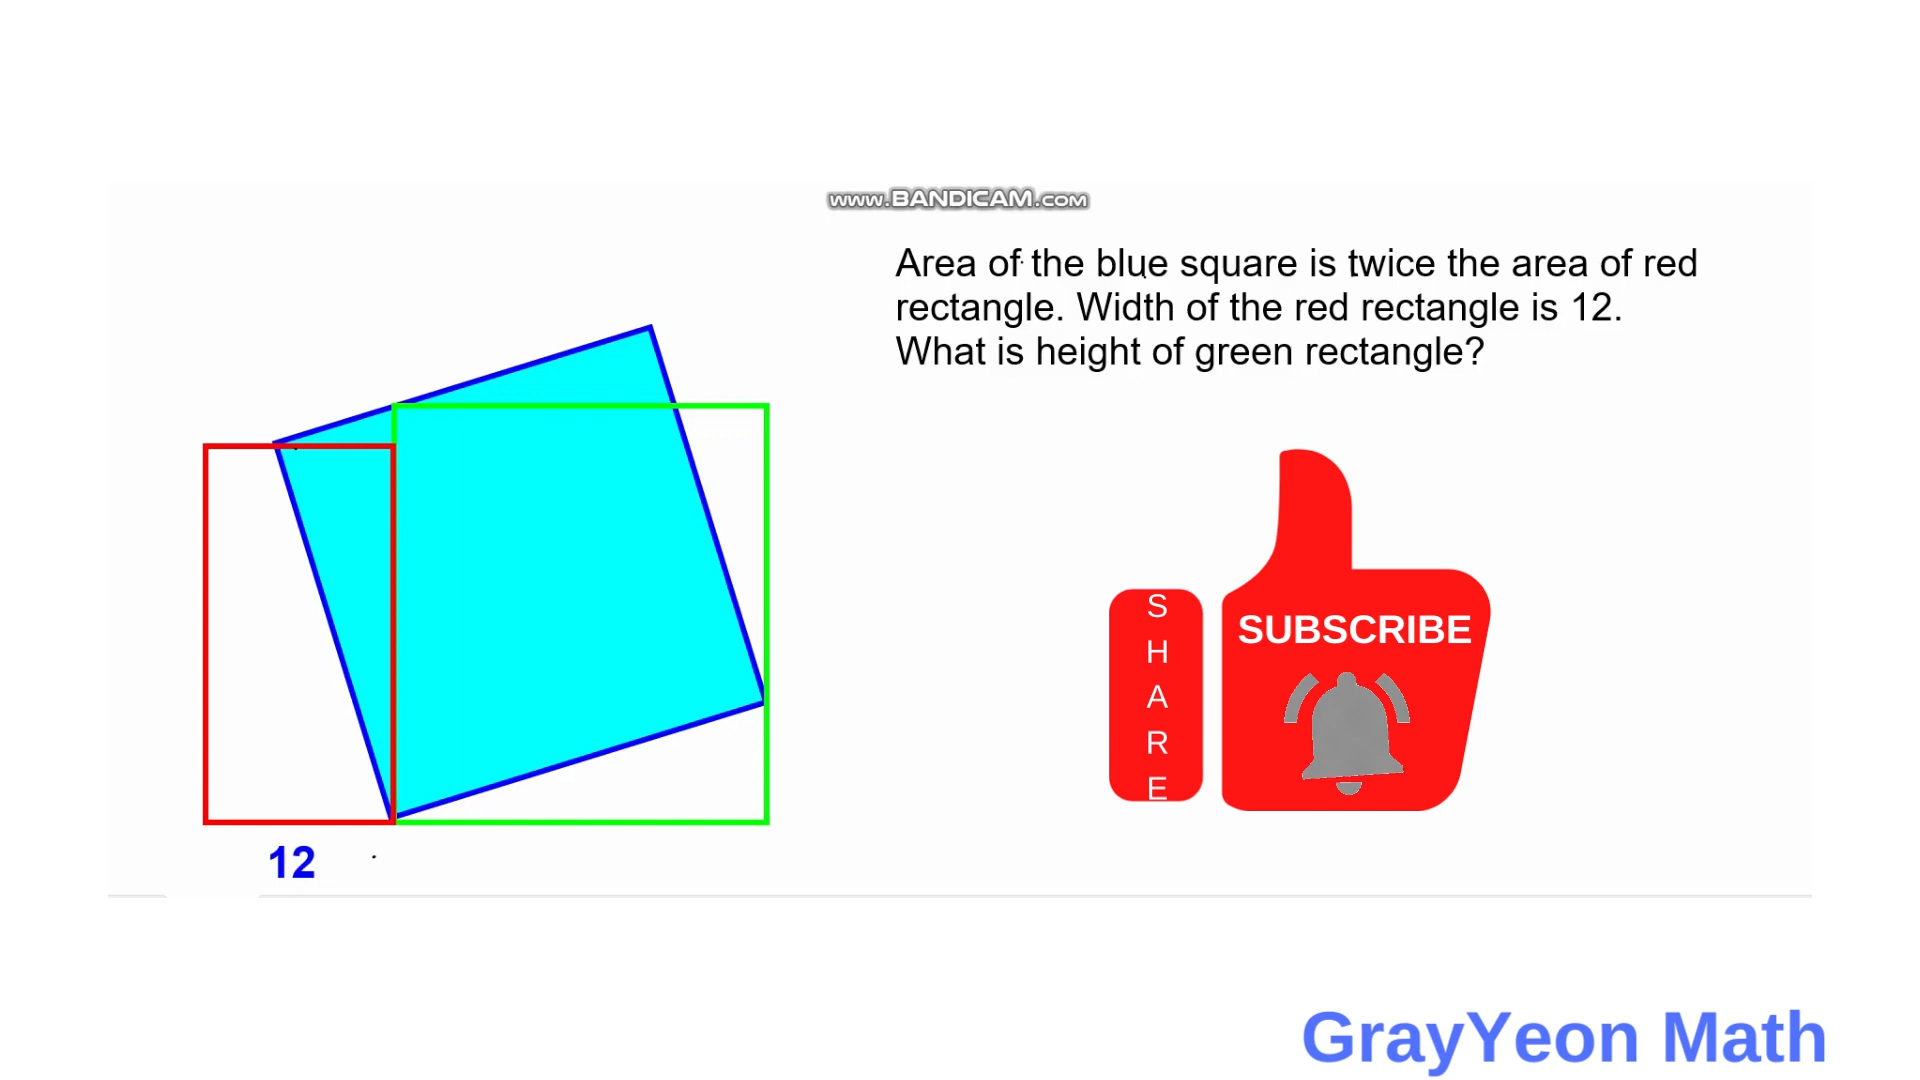 www.BANDICAM.com
Area of the blue square is twice the area of red
rectangle. Width of the red rectangle is 12.
What is height of green rectangle?
SHARE
SUBSCRIBE
12
GrayYeon Math